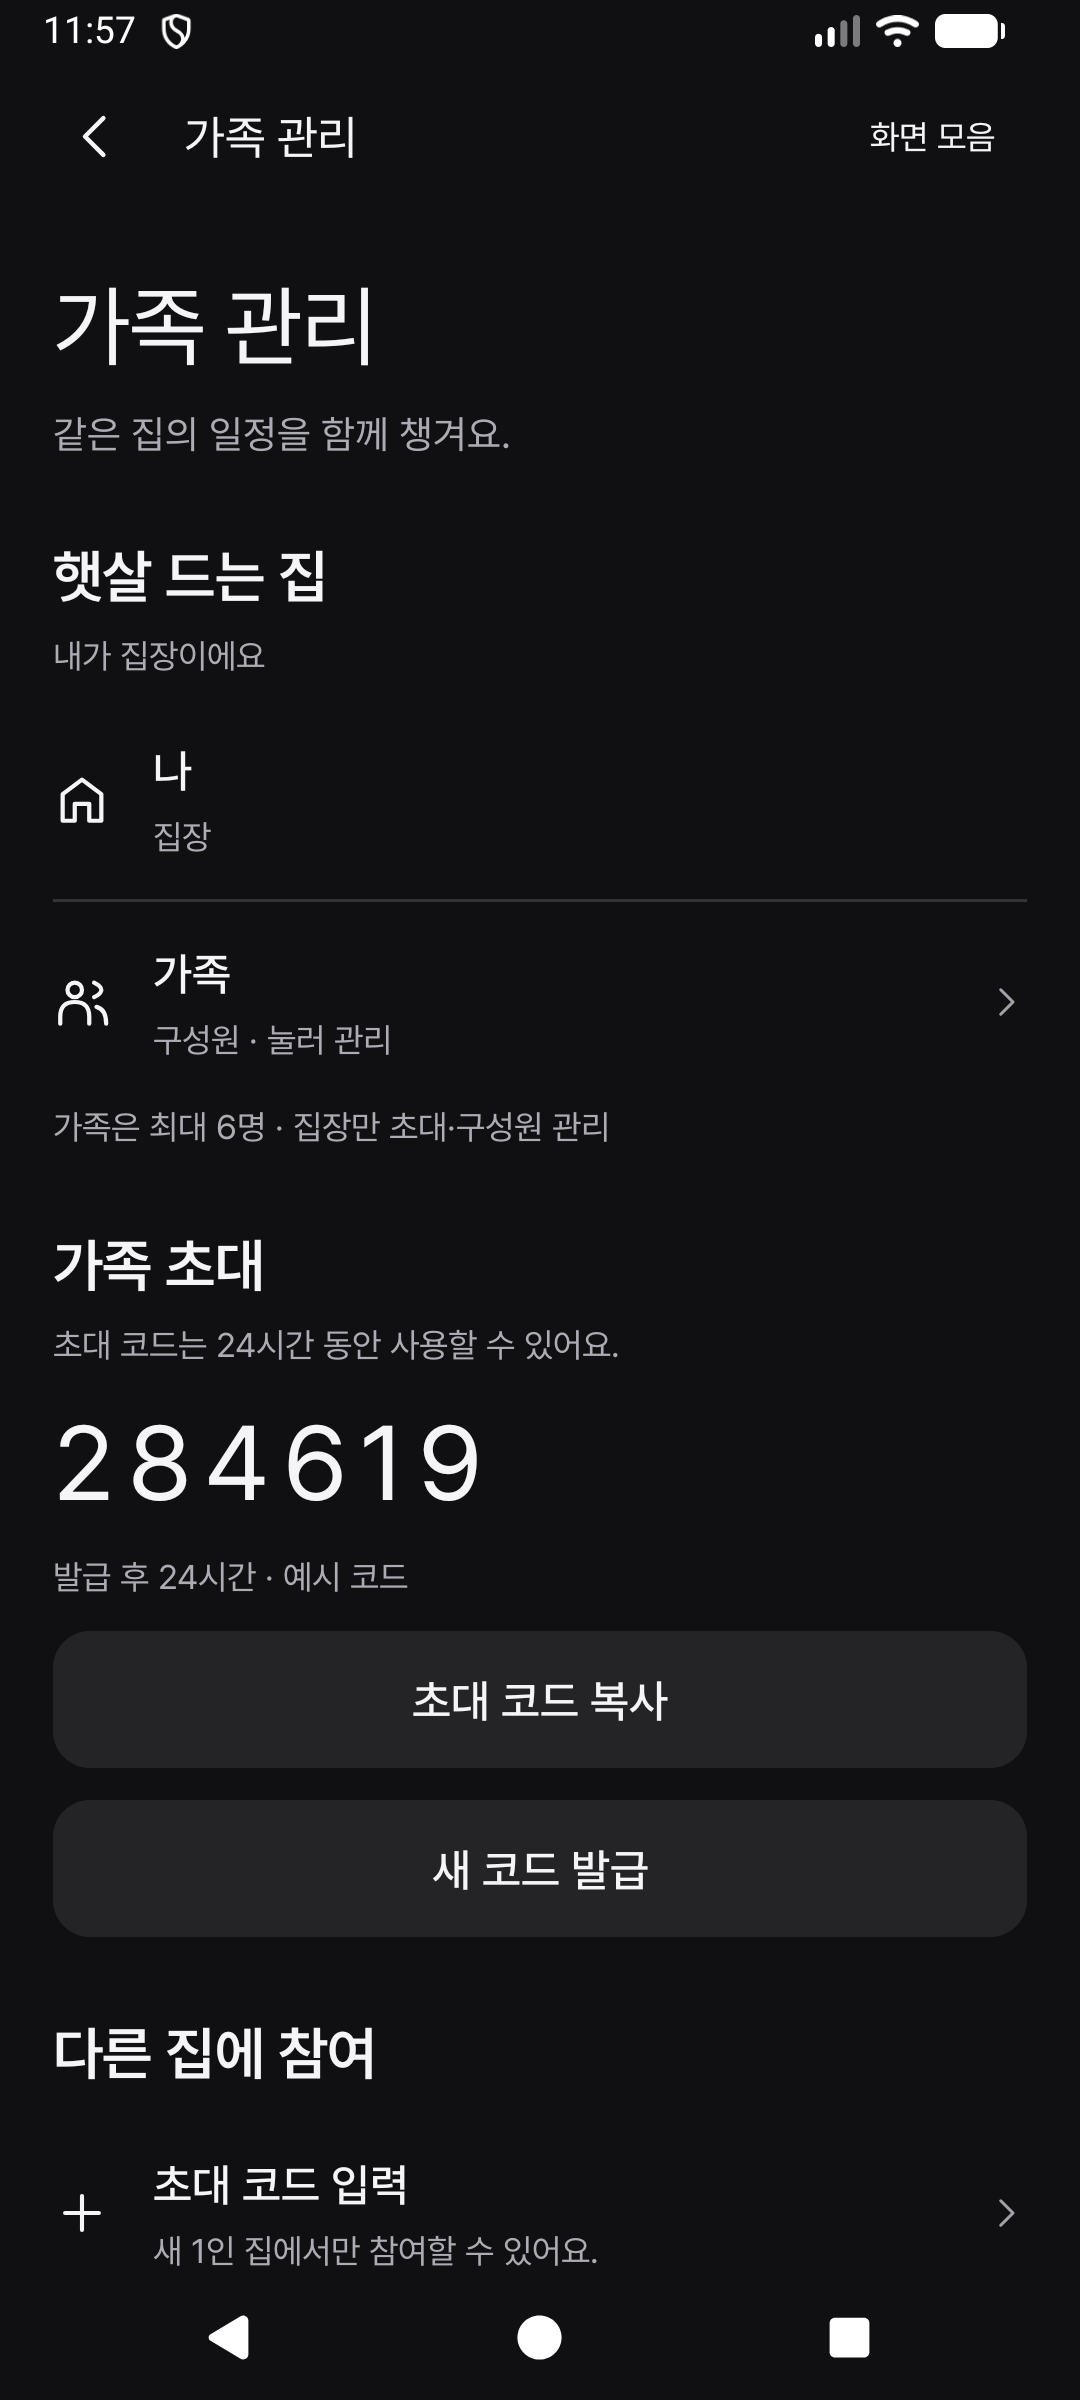 11:57
가족 관리
화면 모음
가족 관리
같은 집의 일정을 함께 챙겨요.
햇살 드는 집
내가 집장이에요
나
집장
가족
구성원 · 눌러 관리
가족은 최대 6명 · 집장만 초대·구성원 관리
가족 초대
초대 코드는 24시간 동안 사용할 수 있어요.
284619
발급 후 24시간 · 예시 코드
초대 코드 복사
새 코드 발급
다른 집에 참여
초대 코드 입력
새 1인 집에서만 참여할 수 있어요.